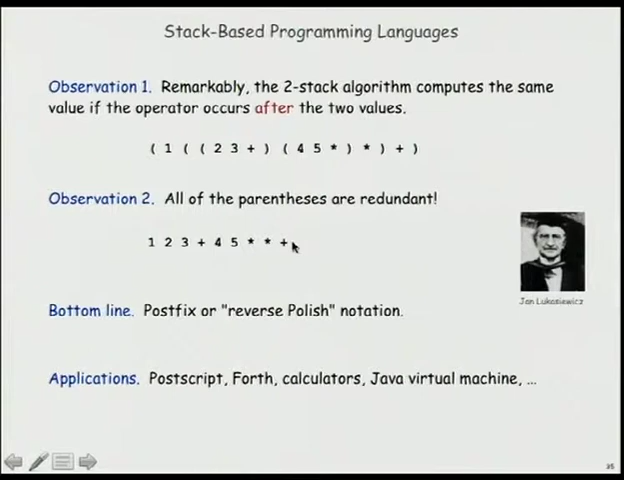 Stack-Based Programming Languages
Observation 1. Remarkably, the 2-stack algorithm computes the same
value if the operator occurs after the two values.
( 1 ( ( 2 3 + ) ( 4 5 * ) * ) + )
Observation 2. All of the parentheses are redundant!
1 2 3 + 4 5 * * +
Jan Lukasiewicz
Bottom line. Postfix or "reverse Polish" notation.
Applications. Postscript, Forth, calculators, Java virtual machine, …
35